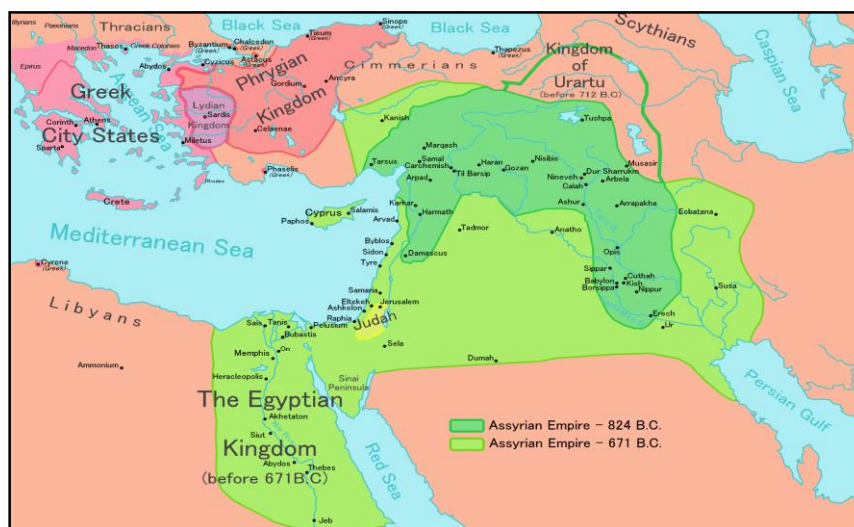 Illyrians
Paeonians
Thracians
Black Sea
Black Sea
Sinope
(Greek)
Tieum
(Greek)
Scythians
Caspian Sea
Macedon
Thasos
Greek Colonies
Byzantium
(Greek)
Chalcedon
(Greek)
Astacus
(Greek)
Cyzicus
Abydos
Epirus
Phrygian
Kingdom
Gordium
Ancyra
Cimmerians
Trapezus
(Greek)
Kingdom
of
Urartu
(before 712 B.C)
Greek
City States
Aegean Sea
Lydian
Kingdom
Sardis
Celaenae
Miletus
Corinth
Athens
Sparta
Rhodes
Phaselis
(Greek)
Crete
Kanish
Tushpa
Marqash
Samal
Carchemish
Tarsus
Arpad
Til Barsip
Haran
Gozan
Nisibis
Nineveh
Dur Sharrukin
Calah
Arbela
Musasir
Ashur
Arrapakha
Ecbatana
Cyprus
Salamis
Paphos
Karkar
Harmath
Arvad
Tadmor
Anatho
Mediterranean Sea
Byblos
Sidon
Tyre
Damascous
Opis
Sippar
Cuthah
Babylon
Kish
Borsippa
Nippur
Susa
Erech
Ur
Cyrene
(Greek)
Libyans
Samaria
Eltekeh
Jerusalem
Ashkelon
Raphia
Judah
Sela
Dumah
Sais
Tanis
Bubastis
Pelusium
On
Memphis
Heracleopolis
Sinai
Peninsula
Ammonium
The Egyptian
Kingdom
(before 671B.C)
Akhetaton
Siut
Abydos
Thebes
Jeb
Red Sea
Persian Gulf
Assyrian Empire - 824 B.C.
Assyrian Empire - 671 B.C.